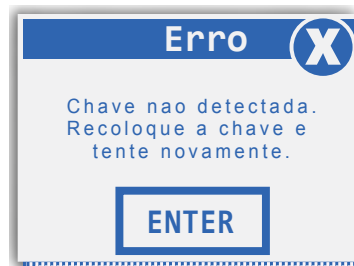 Erro
X
Chave nao detectada.
Recoloque a chave e
tente novamente.
ENTER